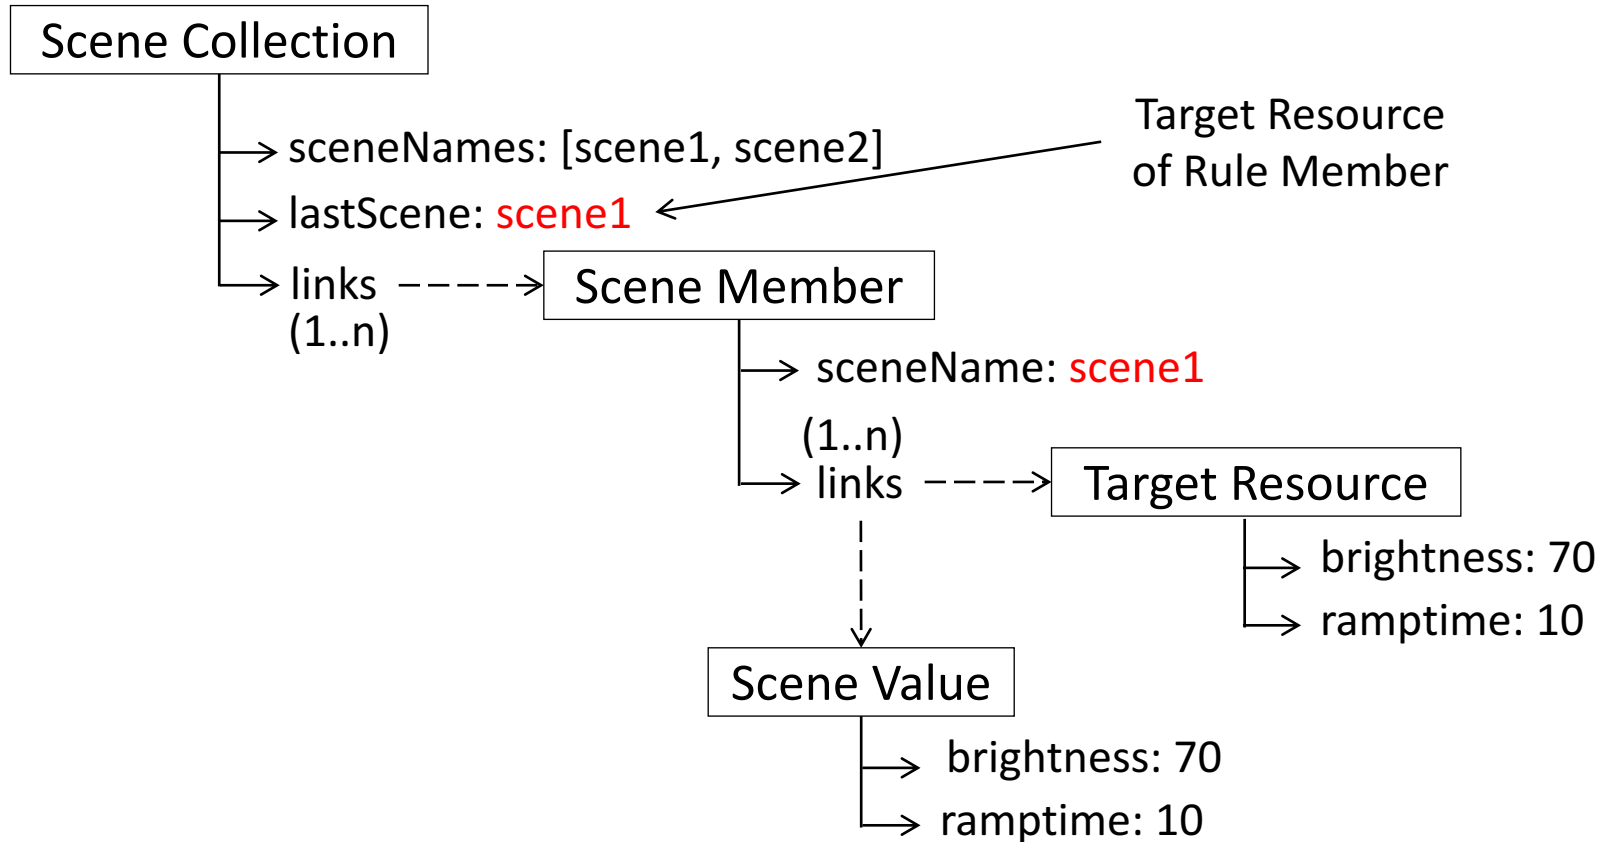 Scene Collection
Target Resource
of Rule Member
sceneNames: [scene1, scene2]
lastScene: scene1
links
(1..n)
Scene Member
sceneName: scene1
(1..n)
links
Target Resource
brightness: 70
ramptime: 10
Scene Value
brightness: 70
ramptime: 10